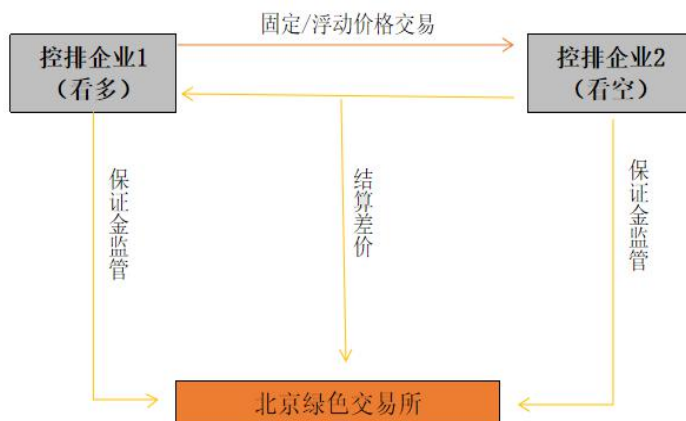 固定/浮动价格交易
控排企业1
（看多）
控排企业2
（看空）
保证金监管
结算差价
保证金监管
北京绿色交易所